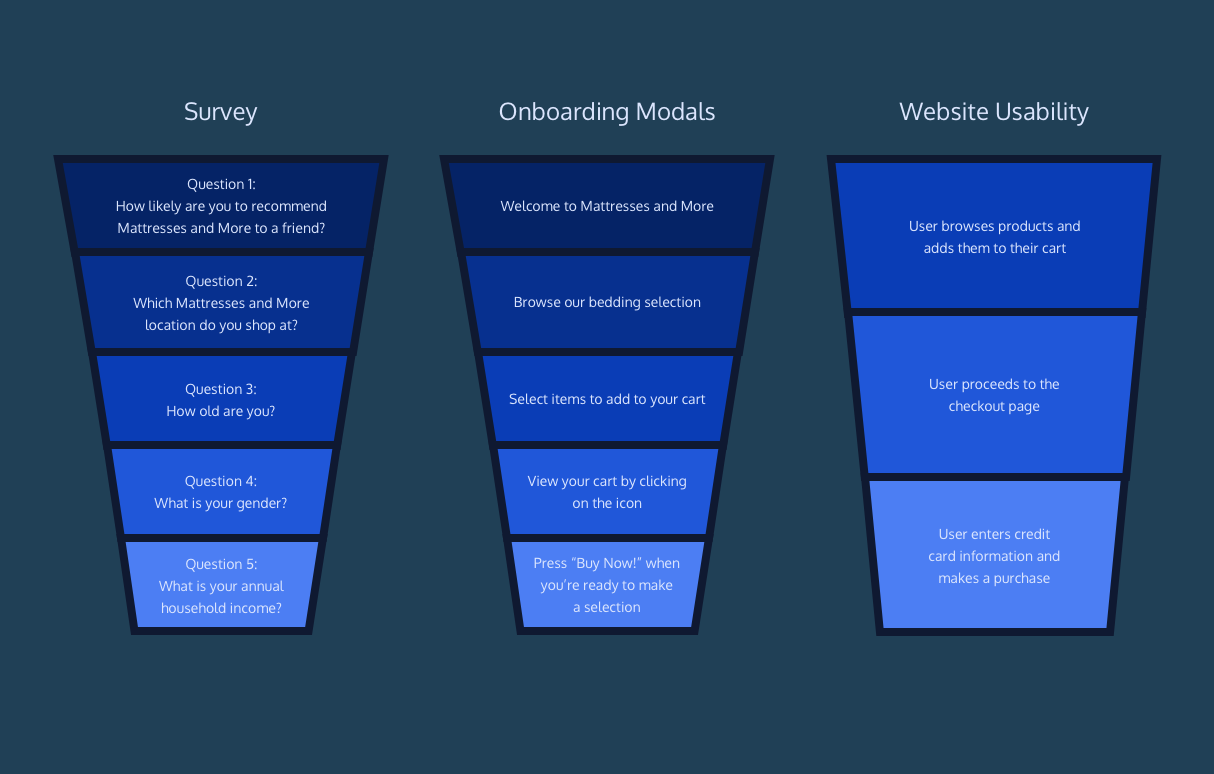 Survey
Question 1:
How likely are you to recommend
Mattresses and More to a friend?
Question 2:
Which Mattresses and More
location do you shop at?
Question 3:
How old are you?
Question 4:
What is your gender?
Question 5:
What is your annual
household income?
Onboarding Modals
Welcome to Mattresses and More
Browse our bedding selection
Select items to add to your cart
View your cart by clicking
on the icon
Press “Buy Now!” when
you’re ready to make
a selection
Website Usability
User browses products and
adds them to their cart
User proceeds to the
checkout page
User enters credit
card information and
makes a purchase